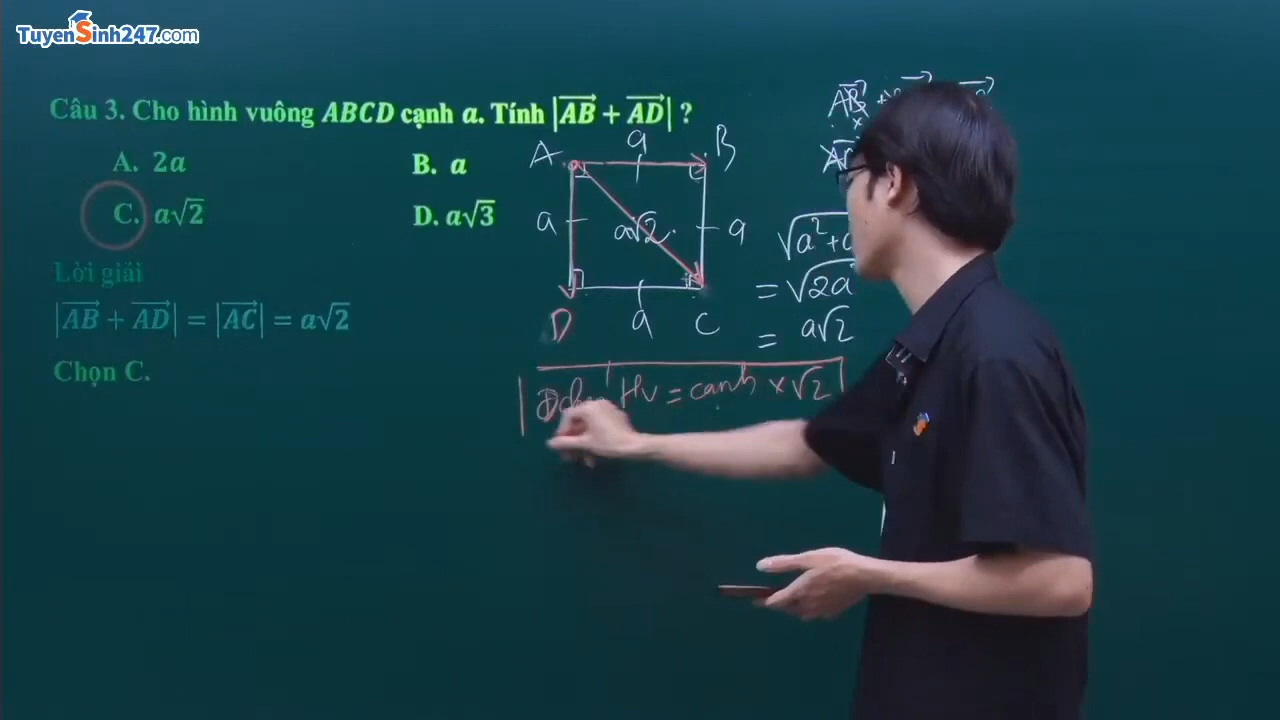 TuyenSinh247.com
Câu 3. Cho hình vuông ABCD cạnh a. Tính |\overrightarrow{AB} + \overrightarrow{AD}| ?
A. 2a
B. a
C. a√2
D. a√3
Lời giải
|\overrightarrow{AB} + \overrightarrow{AD}| = |\overrightarrow{AC}| = a√2
Chọn C.
A
a
B
a
a√2
a
D
a
C
= √2a²
= a√2
Hv = cạnh × √2